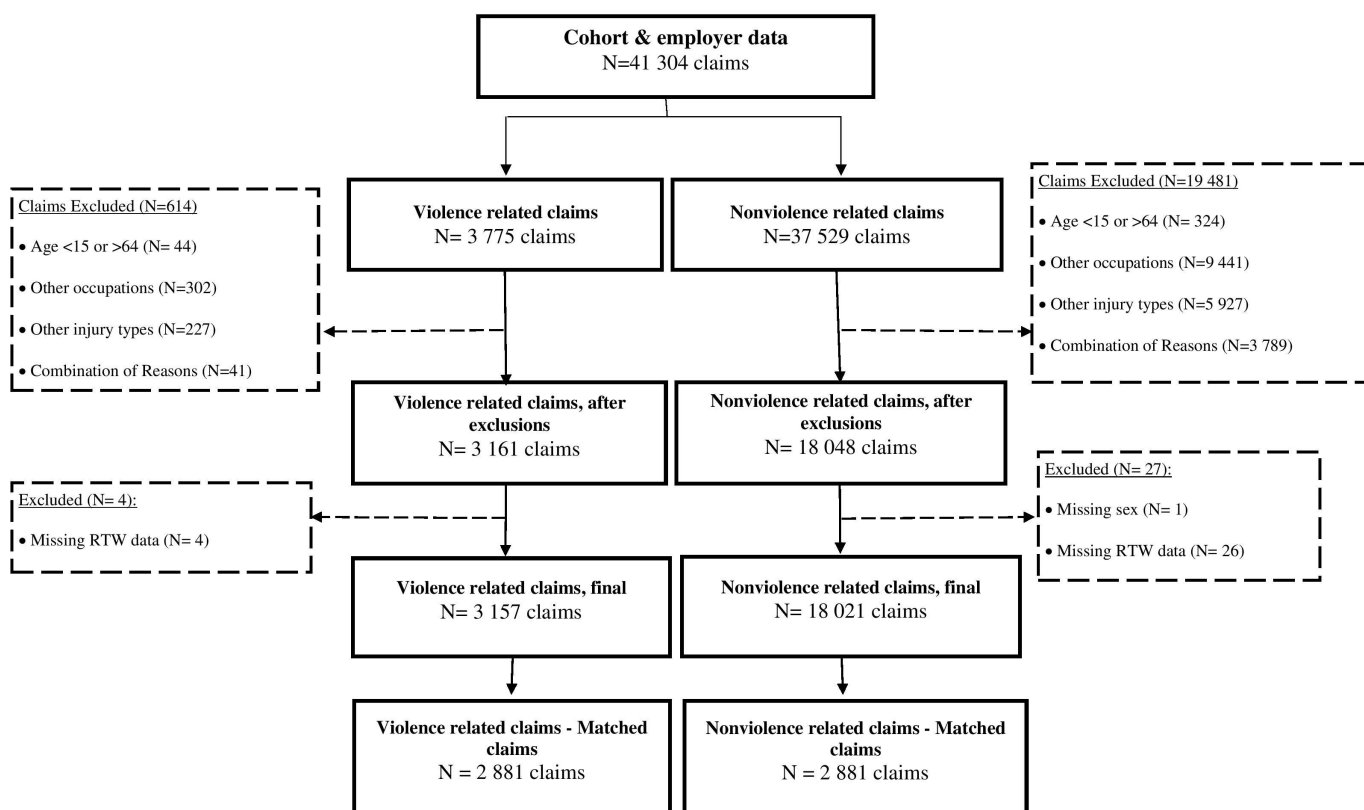 Cohort & employer data
N=41 304 claims
Claims Excluded (N=614)
• Age <15 or >64 (N= 44)
• Other occupations (N=302)
• Other injury types (N=227)
• Combination of Reasons (N=41)
Violence related claims
N= 3 775 claims
Nonviolence related claims
N=37 529 claims
Claims Excluded (N=19 481)
• Age <15 or >64 (N= 324)
• Other occupations (N=9 441)
• Other injury types (N=5 927)
• Combination of Reasons (N=3 789)
Violence related claims, after
exclusions
N= 3 161 claims
Nonviolence related claims, after
exclusions
N= 18 048 claims
Excluded (N= 4):
• Missing RTW data (N= 4)
Excluded (N= 27):
• Missing sex (N= 1)
• Missing RTW data (N= 26)
Violence related claims, final
N= 3 157 claims
Nonviolence related claims, final
N= 18 021 claims
Violence related claims - Matched
claims
N = 2 881 claims
Nonviolence related claims - Matched
claims
N = 2 881 claims